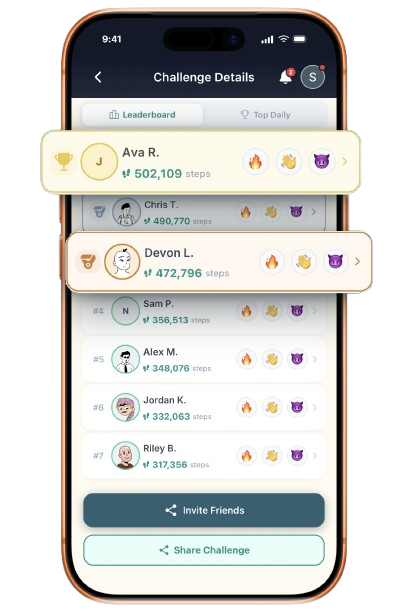 9:41
Challenge Details
2
S
Leaderboard
Top Daily
J
Ava R.
502,109 steps
Chris T.
490,770 steps
Devon L.
472,796 steps
#4
N
Sam P.
356,513 steps
#5
Alex M.
348,076 steps
#6
Jordan K.
332,063 steps
#7
Riley B.
317,356 steps
Invite Friends
Share Challenge